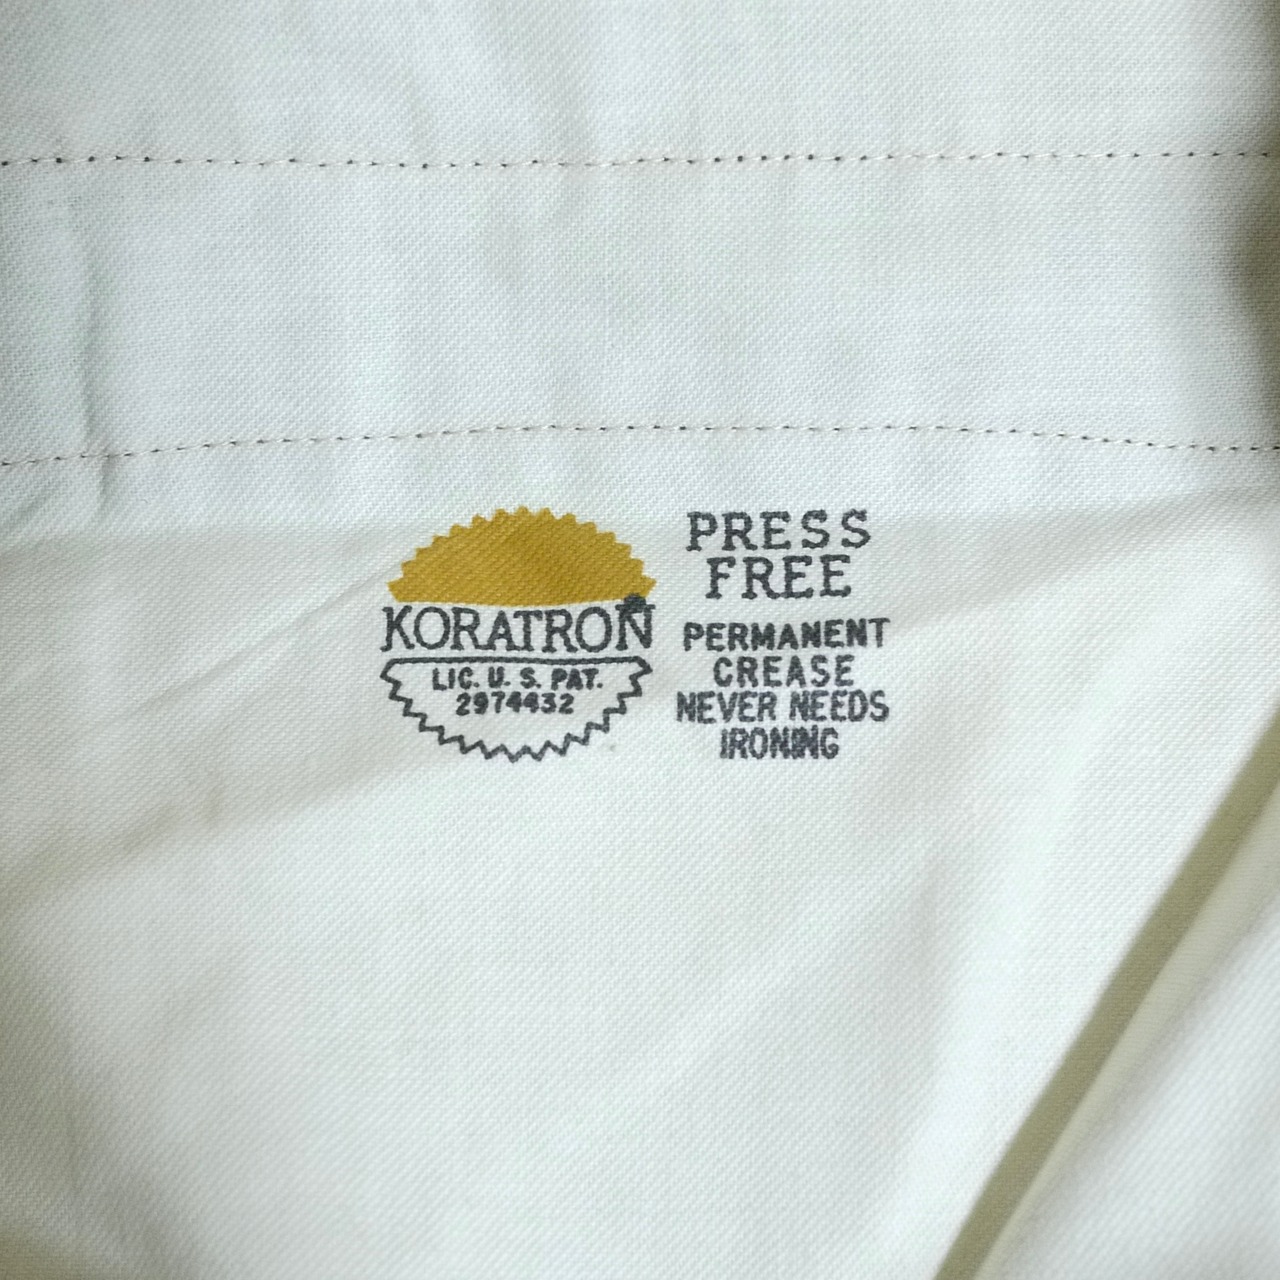 KORATRON
LIC. U. S. PAT.
2974432
PRESS
FREE
PERMANENT
CREASE
NEVER NEEDS
IRONING